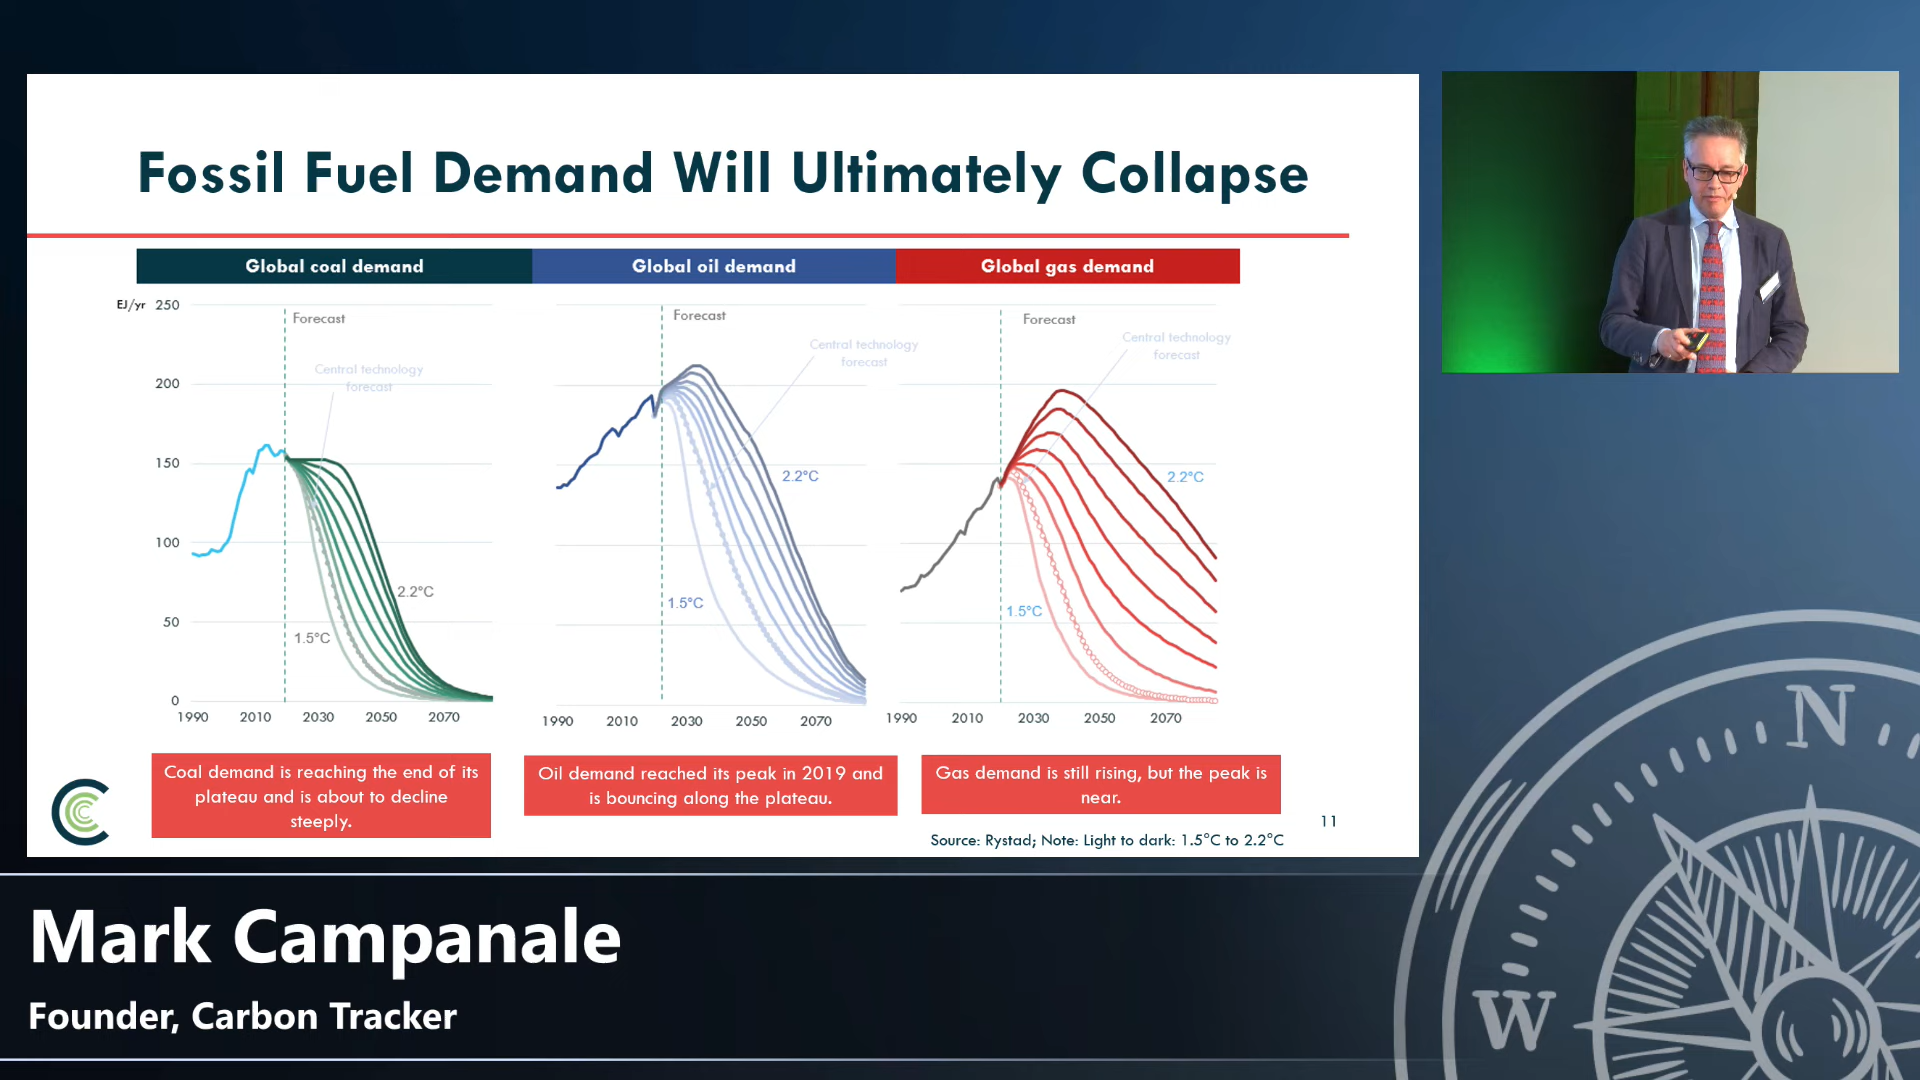 Fossil Fuel Demand Will Ultimately Collapse
Global coal demand
Global oil demand
Global gas demand
EJ/yr
250
200
150
100
50
0
Forecast
Central technology
forecast
2.2°C
1.5°C
1990 2010 2030 2050 2070
Forecast
Central technology
forecast
2.2°C
1.5°C
1990 2010 2030 2050 2070
Forecast
Central technology
forecast
2.2°C
1.5°C
1990 2010 2030 2050 2070
Coal demand is reaching the end of its
plateau and is about to decline
steeply.
Oil demand reached its peak in 2019 and
is bouncing along the plateau.
Gas demand is still rising, but the peak is
near.
11
Source: Rystad; Note: Light to dark: 1.5°C to 2.2°C
Mark Campanale
Founder, Carbon Tracker
N
W